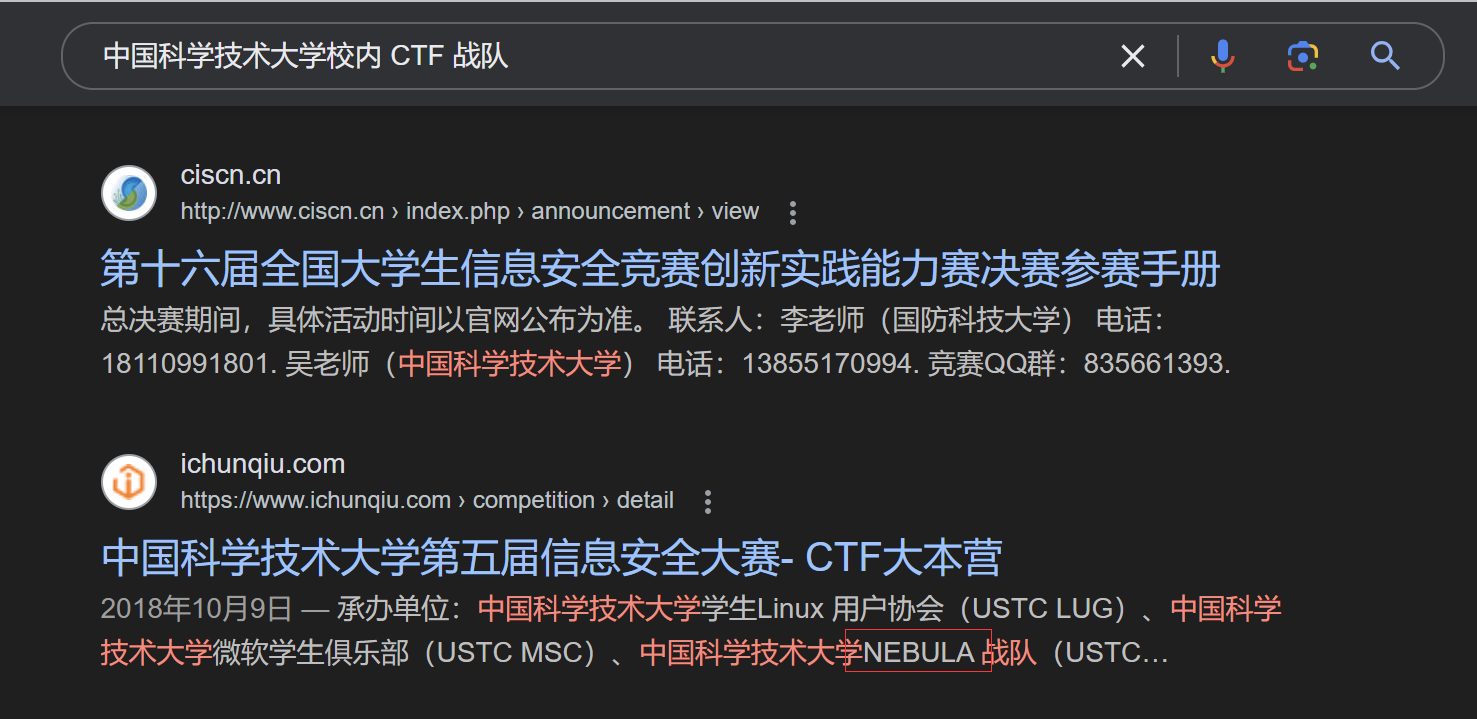 中国科学技术大学校内 CTF 战队
ciscn.cn
http://www.ciscn.cn › index.php › announcement › view
第十六届全国大学生信息安全竞赛创新实践能力赛决赛参赛手册
总决赛期间，具体活动时间以官网公布为准。 联系人：李老师（国防科技大学） 电话：
18110991801. 吴老师（中国科学技术大学） 电话：13855170994. 竞赛QQ群：835661393.
ichunqiu.com
https://www.ichunqiu.com › competition › detail
中国科学技术大学第五届信息安全大赛- CTF大本营
2018年10月9日 — 承办单位：中国科学技术大学学生Linux 用户协会（USTC LUG）、中国科学
技术大学微软学生俱乐部（USTC MSC）、中国科学技术大学NEBULA 战队（USTC…